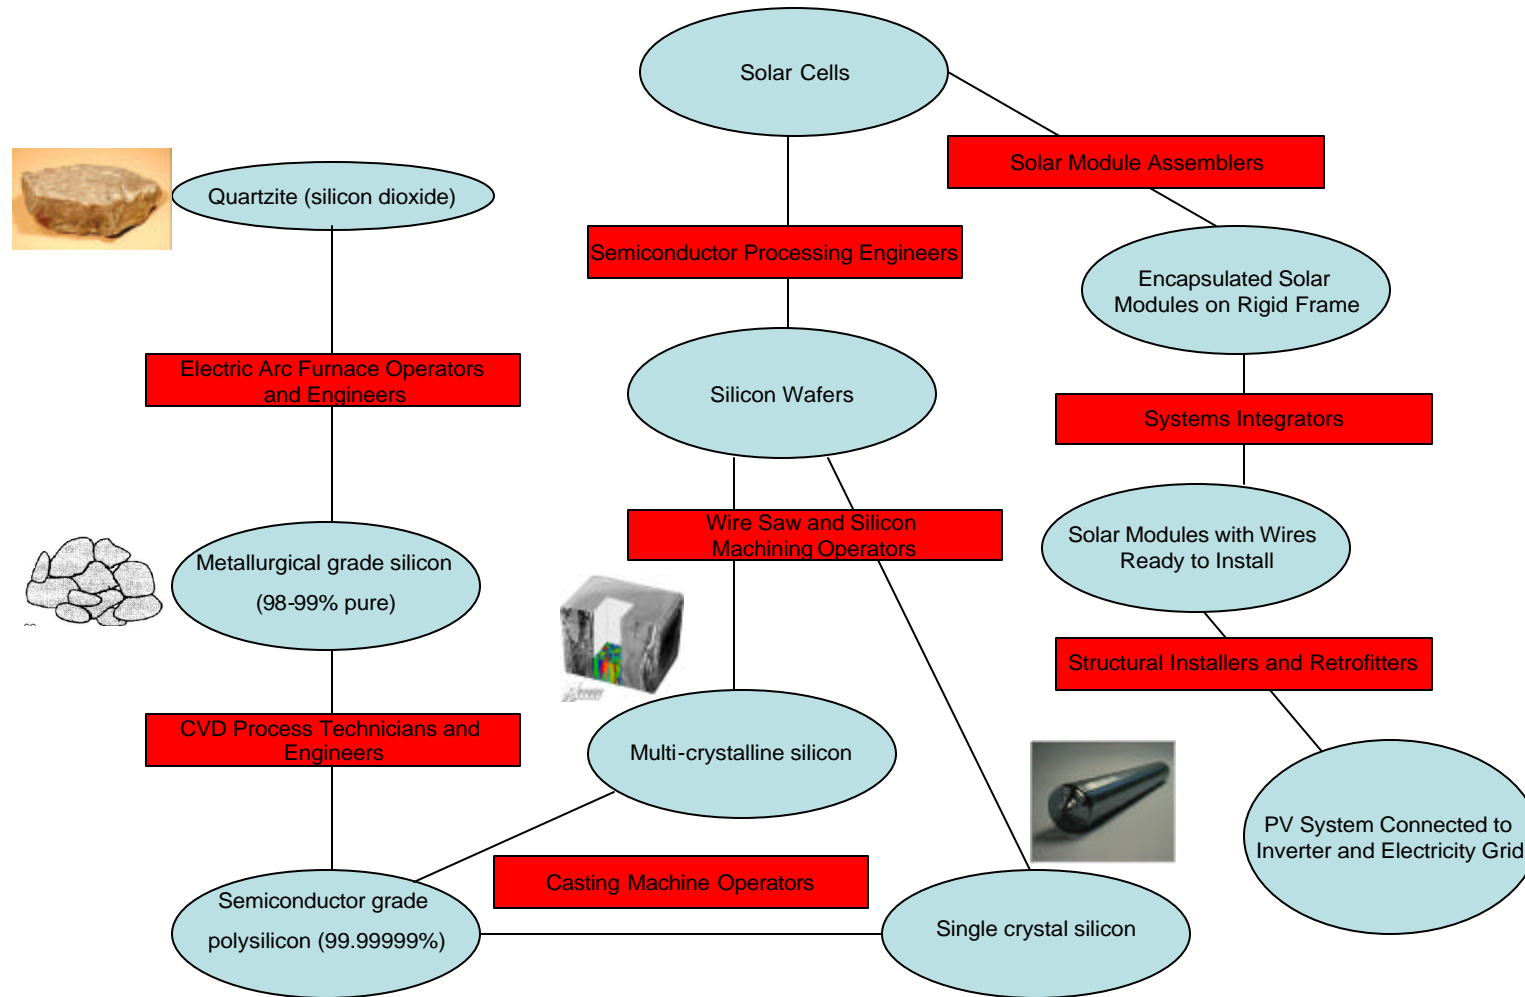 Solar Cells
Solar Module Assemblers
Quartzite (silicon dioxide)
Semiconductor Processing Engineers
Encapsulated Solar
Modules on Rigid Frame
Electric Arc Furnace Operators
and Engineers
Silicon Wafers
Systems Integrators
Wire Saw and Silicon
Machining Operators
Solar Modules with Wires
Ready to Install
Metallurgical grade silicon
(98-99% pure)
Structural Installers and Retrofitters
CVD Process Technicians and
Engineers
Multi-crystalline silicon
PV System Connected to
Inverter and Electricity Grid
Casting Machine Operators
Semiconductor grade
polysilicon (99.99999%)
Single crystal silicon